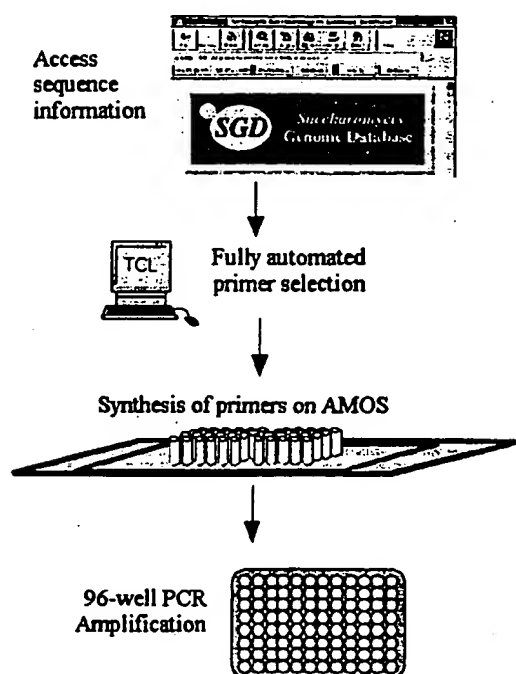 Access
sequence
information
SGD
Saccharomyces
Genome Database
TCL
Fully automated
primer selection
Synthesis of primers on AMOS
96-well PCR
Amplification